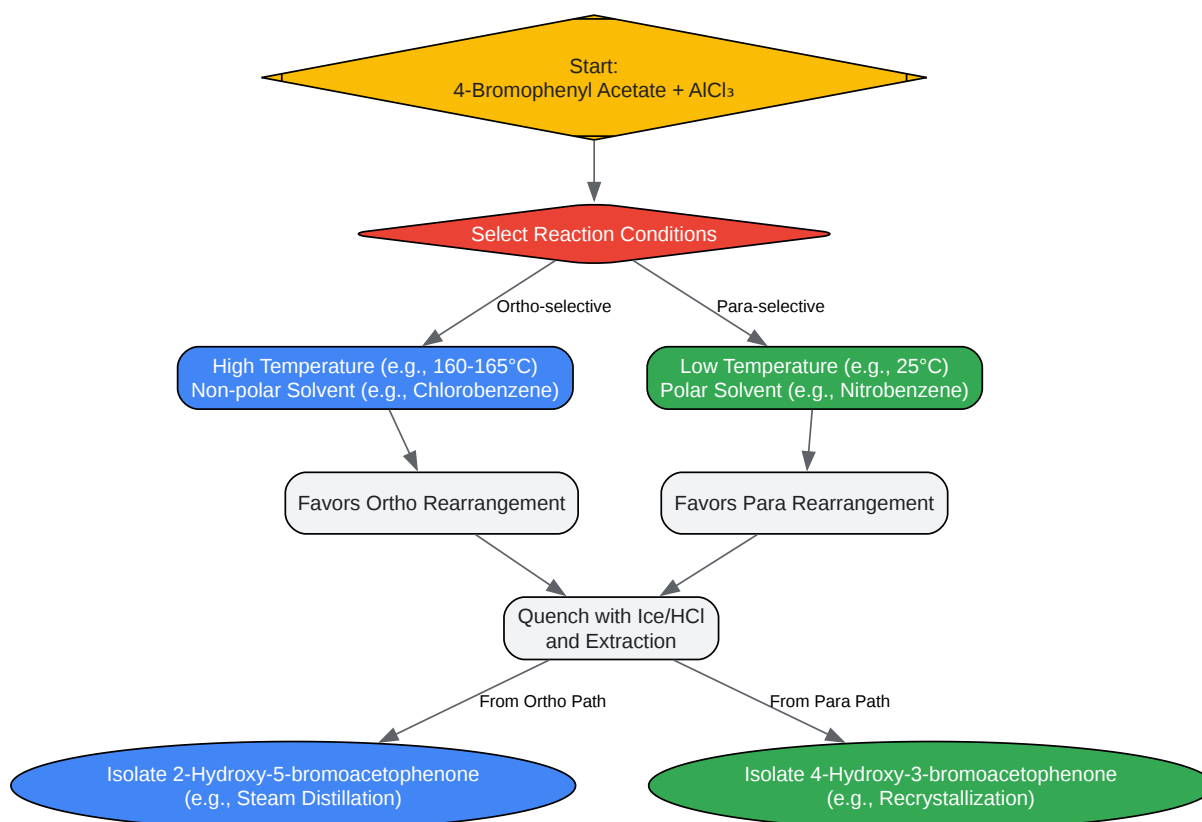 Start:
4-Bromophenyl Acetate + AlCl₃
Select Reaction Conditions
Ortho-selective
Para-selective
High Temperature (e.g., 160-165°C)
Non-polar Solvent (e.g., Chlorobenzene)
Low Temperature (e.g., 25°C)
Polar Solvent (e.g., Nitrobenzene)
Favors Ortho Rearrangement
Favors Para Rearrangement
Quench with Ice/HCl
and Extraction
From Ortho Path
From Para Path
Isolate 2-Hydroxy-5-bromoacetophenone
(e.g., Steam Distillation)
Isolate 4-Hydroxy-3-bromoacetophenone
(e.g., Recrystallization)